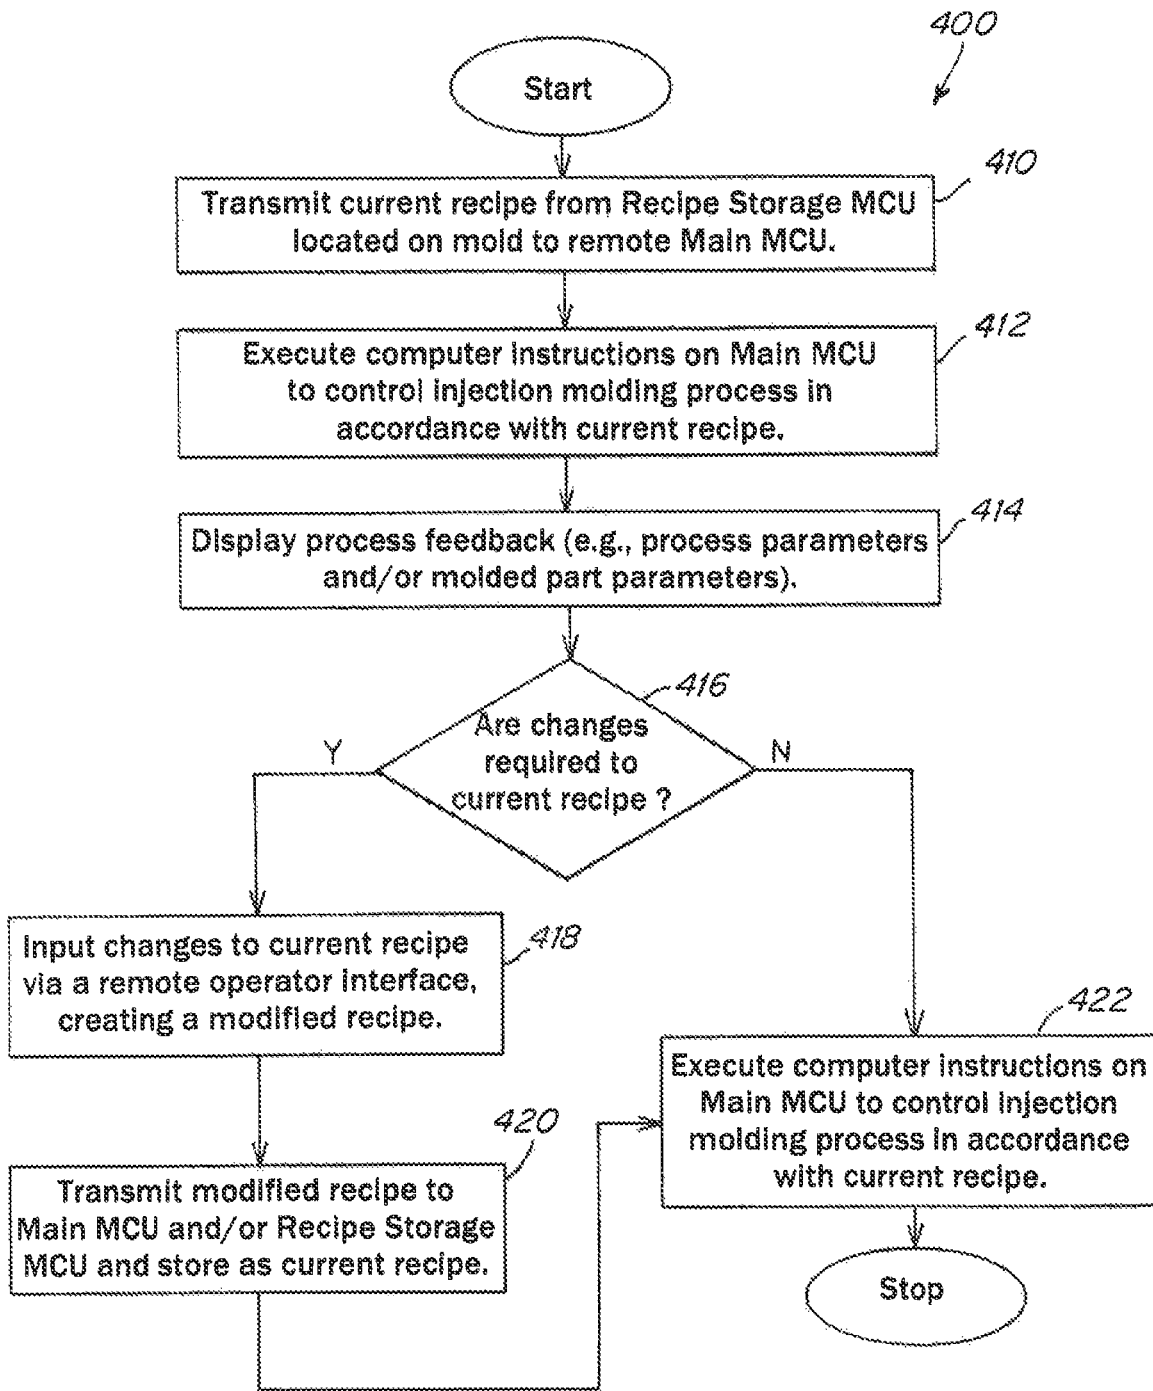 400
Start
410
Transmit current recipe from Recipe Storage MCU
located on mold to remote Main MCU.
412
Execute computer instructions on Main MCU
to control injection molding process in
accordance with current recipe.
414
Display process feedback (e.g., process parameters
and/or molded part parameters).
416
Are changes
required to
current recipe ?
Y
N
418
Input changes to current recipe
via a remote operator interface,
creating a modified recipe.
420
Transmit modified recipe to
Main MCU and/or Recipe Storage
MCU and store as current recipe.
422
Execute computer instructions on
Main MCU to control injection
molding process in accordance
with current recipe.
Stop